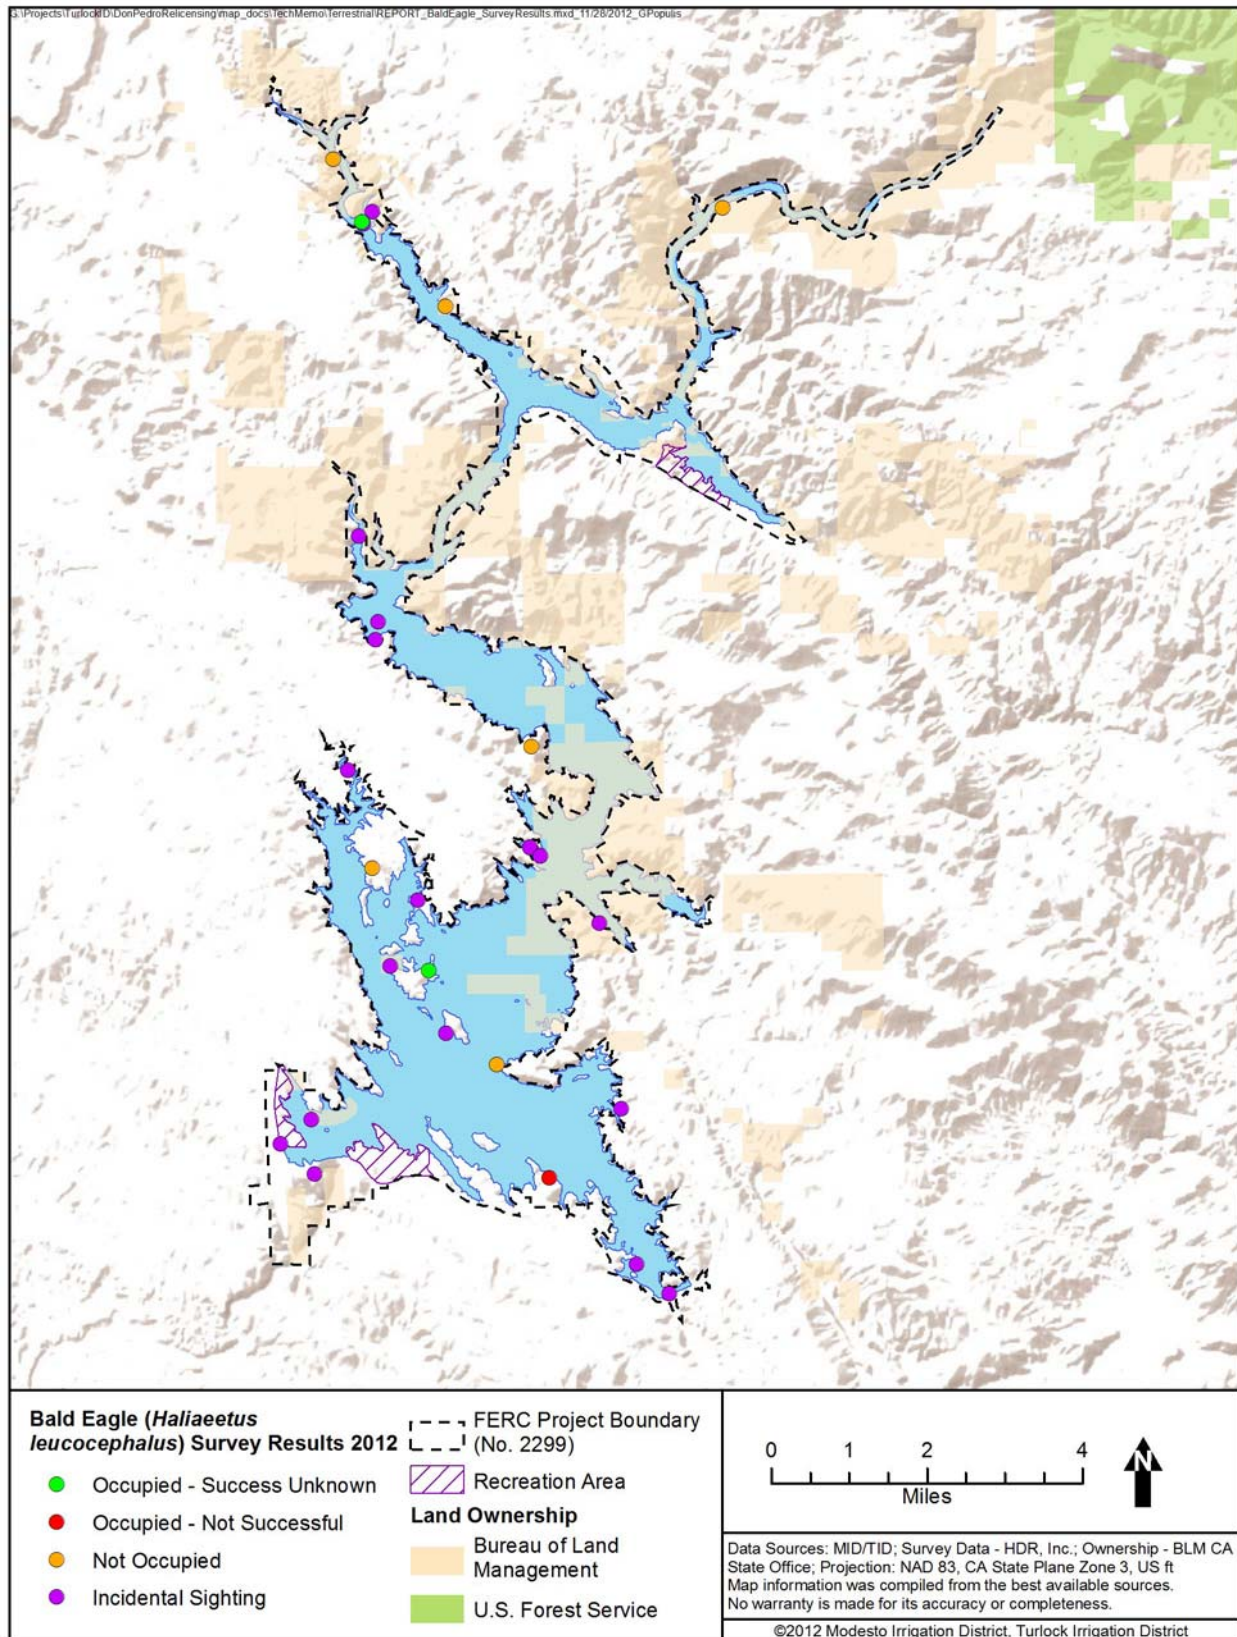 G:\Projects\TurlockID\DonPedroRelicensing\map_docs\TechMemo\Terrestrial\REPORT_BaldEagle_SurveyResults.mxd_11/28/2012_GPopulis
Bald Eagle (Haliaeetus
leucocephalus) Survey Results 2012
Occupied - Success Unknown
Occupied - Not Successful
Not Occupied
Incidental Sighting
FERC Project Boundary
(No. 2299)
Recreation Area
Land Ownership
Bureau of Land
Management
U.S. Forest Service
0 1 2 4
Miles
N
Data Sources: MID/TID; Survey Data - HDR, Inc.; Ownership - BLM CA
State Office; Projection: NAD 83, CA State Plane Zone 3, US ft
Map information was compiled from the best available sources.
No warranty is made for its accuracy or completeness.
©2012 Modesto Irrigation District, Turlock Irrigation District